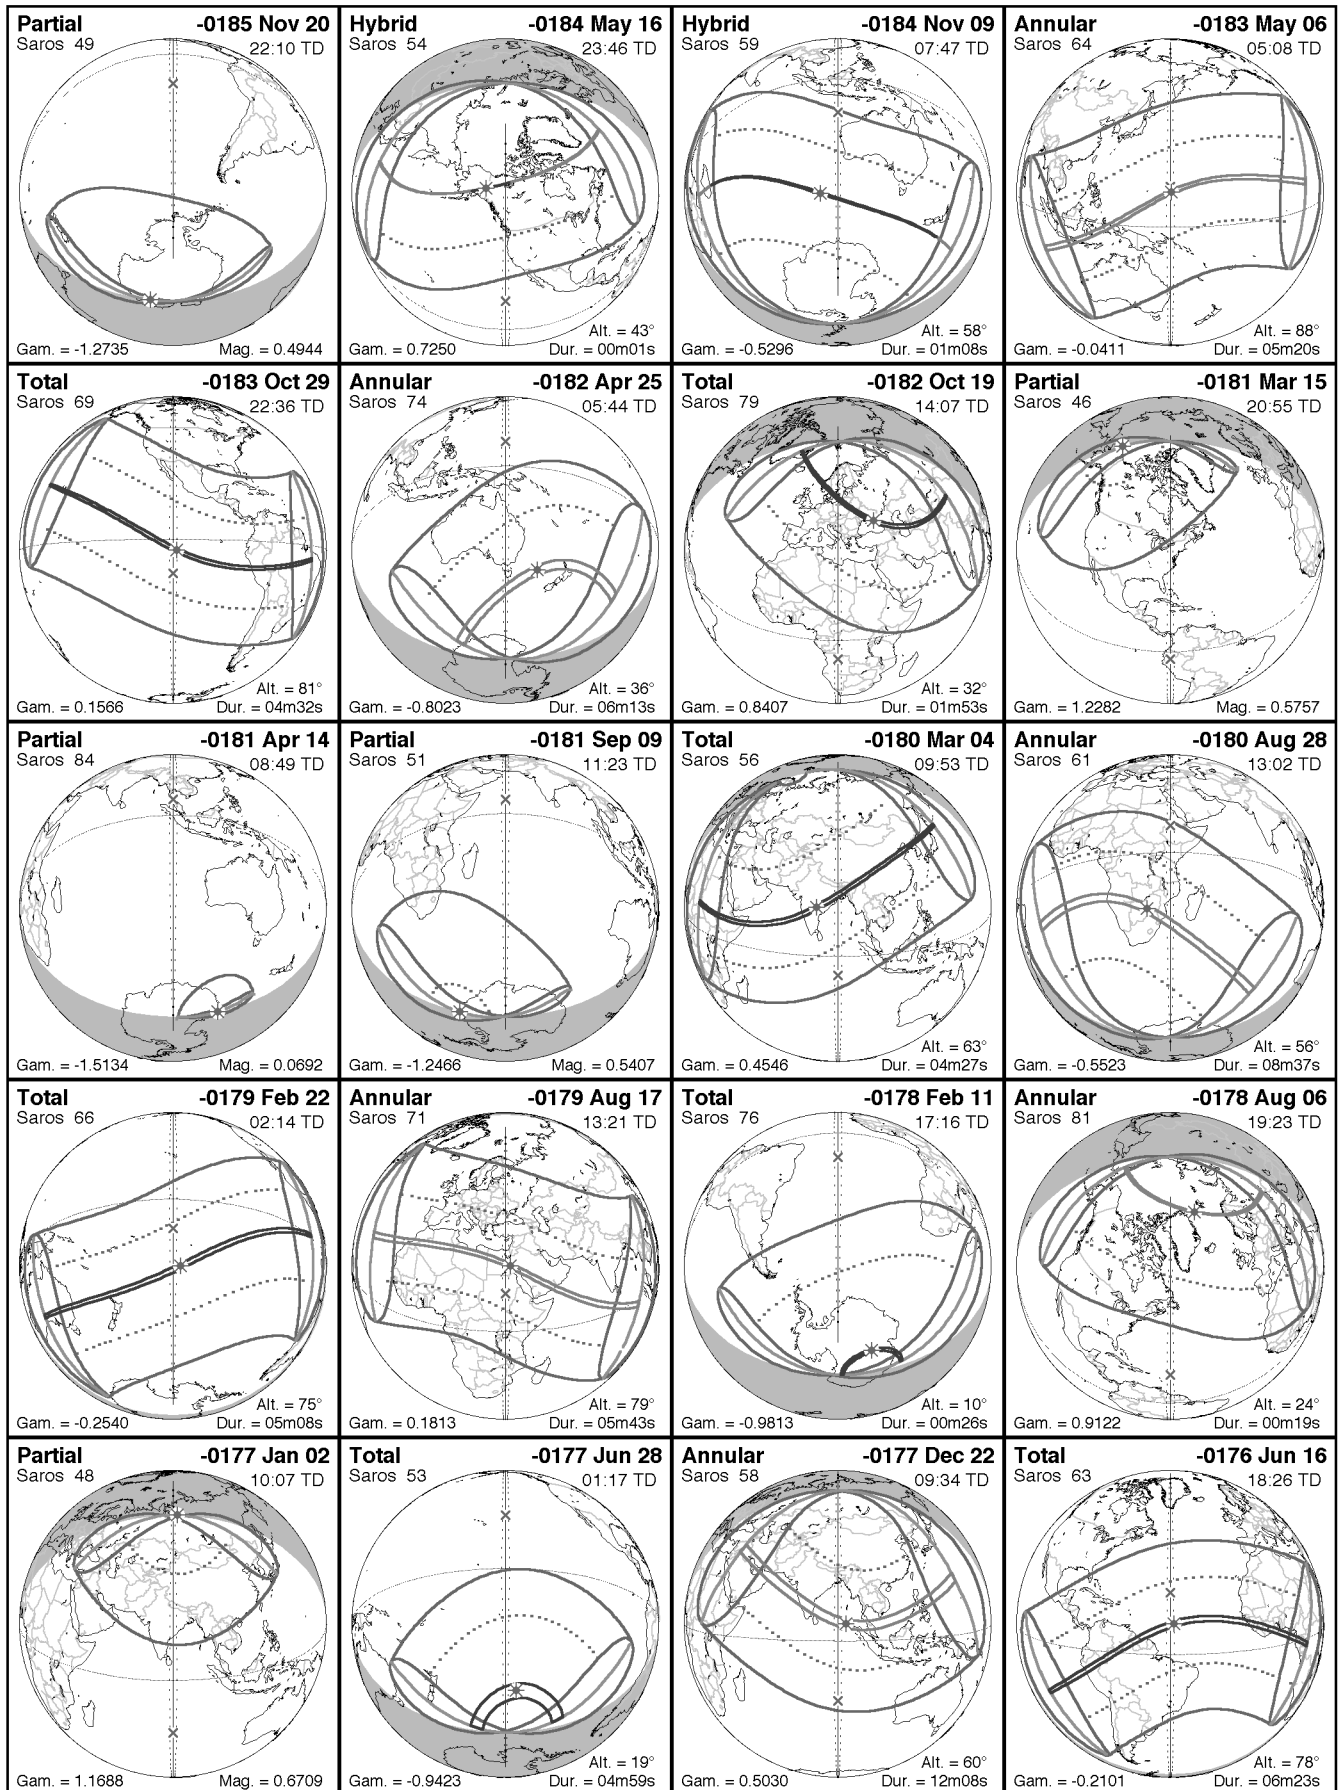 Partial -0185 Nov 20
Saros 49 22:10 TD
Gam. = -1.2735 Mag. = 0.4944
Hybrid -0184 May 16
Saros 54 23:46 TD
Alt. = 43°
Gam. = 0.7250 Dur. = 00m01s
Hybrid -0184 Nov 09
Saros 59 07:47 TD
Alt. = 58°
Gam. = -0.5296 Dur. = 01m08s
Annular -0183 May 06
Saros 64 05:08 TD
Alt. = 88°
Gam. = -0.0411 Dur. = 05m20s
Total -0183 Oct 29
Saros 69 22:36 TD
Alt. = 81°
Gam. = 0.1566 Dur. = 04m32s
Annular -0182 Apr 25
Saros 74 05:44 TD
Alt. = 36°
Gam. = -0.8023 Dur. = 06m13s
Total -0182 Oct 19
Saros 79 14:07 TD
Alt. = 32°
Gam. = 0.8407 Dur. = 01m53s
Partial -0181 Mar 15
Saros 46 20:55 TD
Gam. = 1.2282 Mag. = 0.5757
Partial -0181 Apr 14
Saros 84 08:49 TD
Gam. = -1.5134 Mag. = 0.0692
Partial -0181 Sep 09
Saros 51 11:23 TD
Gam. = -1.2466 Mag. = 0.5407
Total -0180 Mar 04
Saros 56 09:53 TD
Alt. = 63°
Gam. = 0.4546 Dur. = 04m27s
Annular -0180 Aug 28
Saros 61 13:02 TD
Alt. = 56°
Gam. = -0.5523 Dur. = 08m37s
Total -0179 Feb 22
Saros 66 02:14 TD
Alt. = 75°
Gam. = -0.2540 Dur. = 05m08s
Annular -0179 Aug 17
Saros 71 13:21 TD
Alt. = 79°
Gam. = 0.1813 Dur. = 05m43s
Total -0178 Feb 11
Saros 76 17:16 TD
Alt. = 10°
Gam. = -0.9813 Dur. = 00m26s
Annular -0178 Aug 06
Saros 81 19:23 TD
Alt. = 24°
Gam. = 0.9122 Dur. = 00m19s
Partial -0177 Jan 02
Saros 48 10:07 TD
Gam. = 1.1688 Mag. = 0.6709
Total -0177 Jun 28
Saros 53 01:17 TD
Alt. = 19°
Gam. = -0.9423 Dur. = 04m59s
Annular -0177 Dec 22
Saros 58 09:34 TD
Alt. = 60°
Gam. = 0.5030 Dur. = 12m08s
Total -0176 Jun 16
Saros 63 18:26 TD
Alt. = 78°
Gam. = -0.2101 Dur. = 06m23s